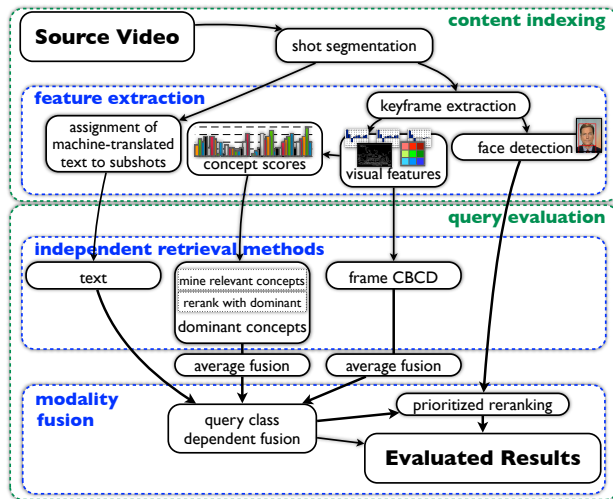 Source Video
content indexing
shot segmentation
feature extraction
keyframe extraction
assignment of
machine-translated
text to subshots
concept scores
visual features
face detection
query evaluation
independent retrieval methods
text
mine relevant concepts
rerank with dominant
dominant concepts
frame CBCD
average fusion
average fusion
modality
fusion
query class
dependent fusion
prioritized reranking
Evaluated Results